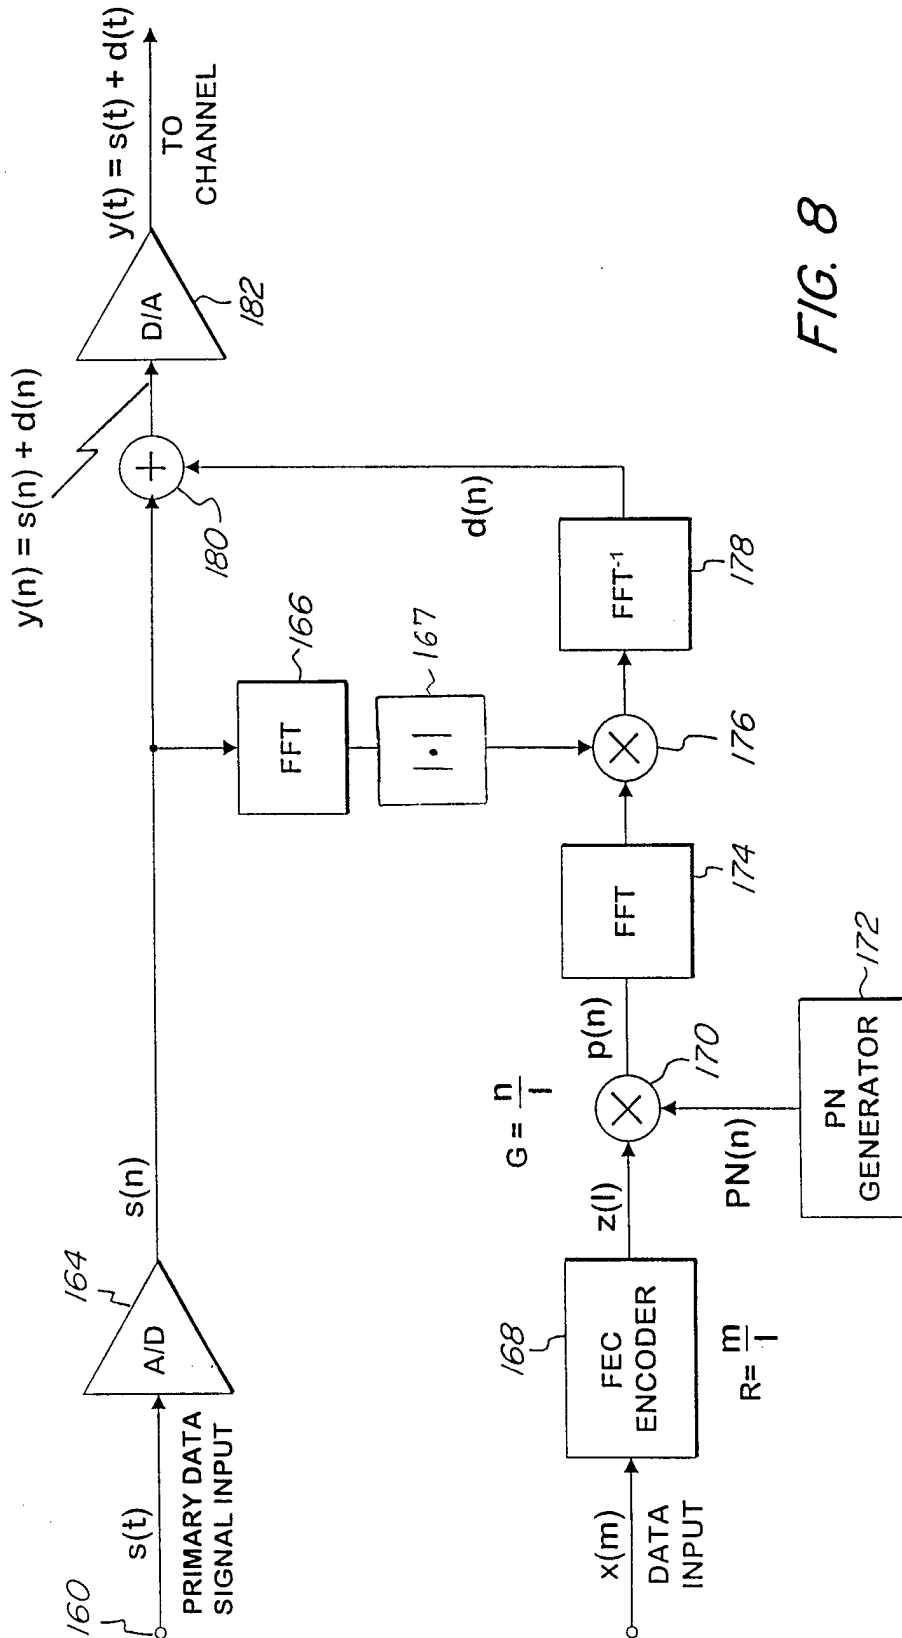 160
s(t)
PRIMARY DATA
SIGNAL INPUT
164
A/D
s(n)
y(n) = s(n) + d(n)
180
+
D/A
182
y(t) = s(t) + d(t)
TO
CHANNEL
FFT
166
|•|
167
x(m)
DATA
INPUT
168
FEC
ENCODER
R= m/l
z(l)
G = n/l
170
PN(n)
PN
GENERATOR
172
p(n)
FFT
174
176
FFT-1
178
d(n)
FIG. 8